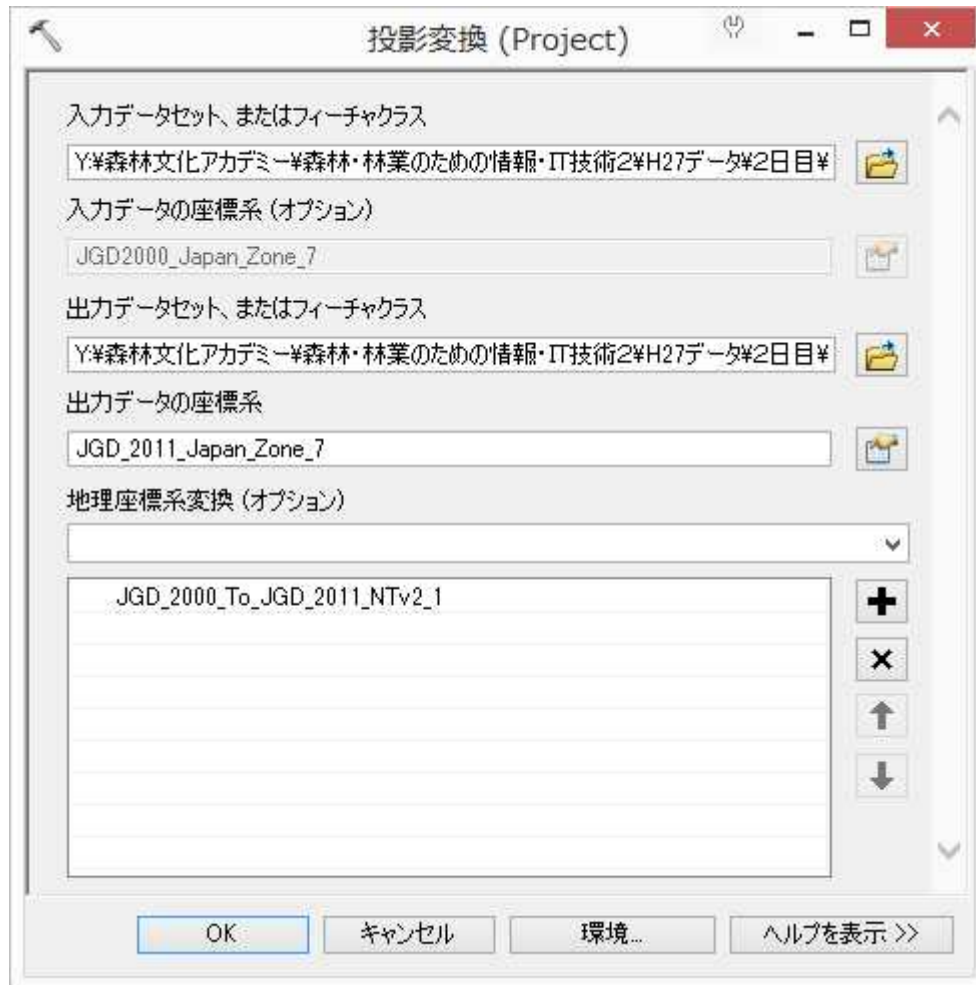 投影変換 (Project)
入力データセット、またはフィーチャクラス
Y:¥森林文化アカデミー¥森林・林業のための情報・IT技術2¥H27データ¥2日目¥
入力データの座標系 (オプション)
JGD2000_Japan_Zone_7
出力データセット、またはフィーチャクラス
Y:¥森林文化アカデミー¥森林・林業のための情報・IT技術2¥H27データ¥2日目¥
出力データの座標系
JGD_2011_Japan_Zone_7
地理座標系変換 (オプション)
JGD_2000_To_JGD_2011_NTv2_1
OK キャンセル 環境... ヘルプを表示 >>